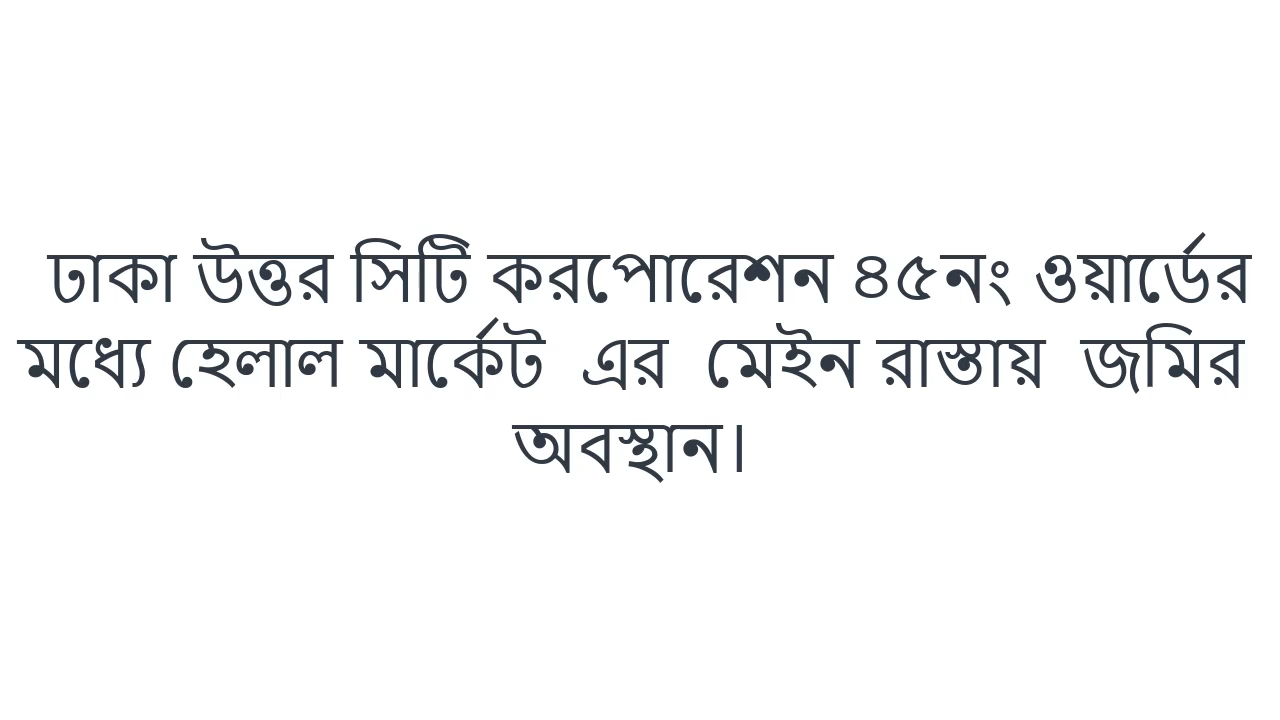 ঢাকা উত্তর সিটি করপোরেশন ৪৫নং ওয়ার্ডের
মধ্যে হেলাল মার্কেট এর মেইন রাস্তায় জমির
অবস্থান।